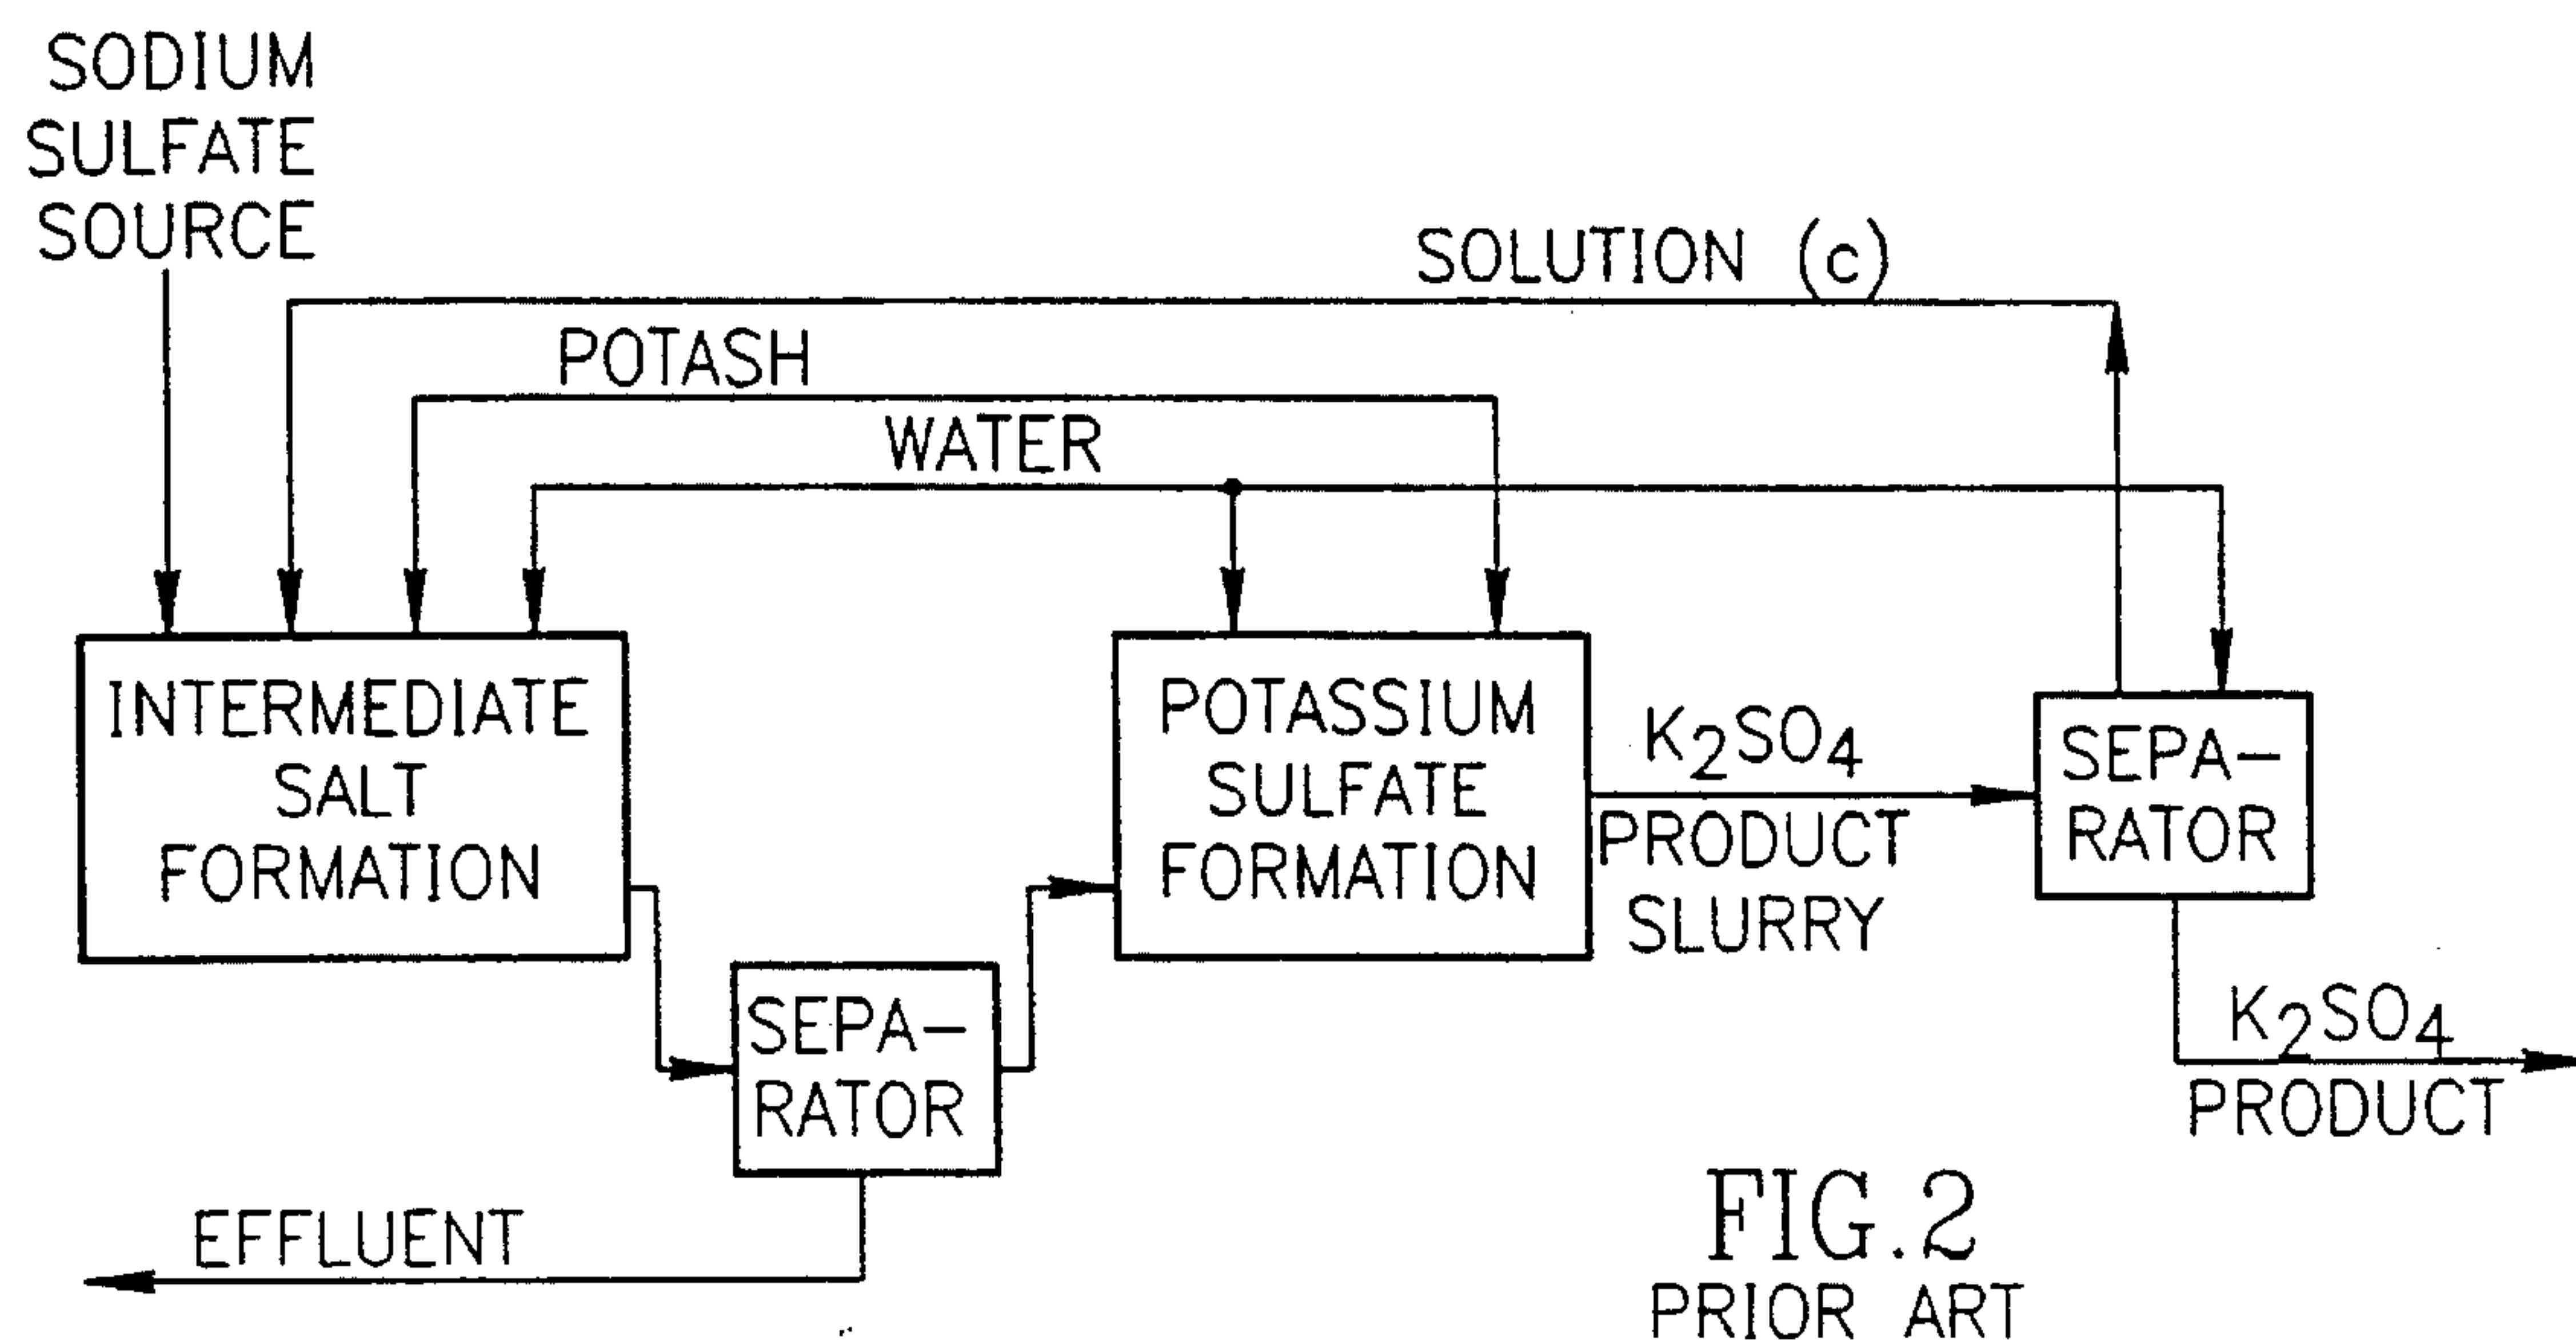 SODIUM
SULFATE
SOURCE
SOLUTION (c)
POTASH
WATER
INTERMEDIATE
SALT
FORMATION
POTASSIUM
SULFATE
FORMATION
K₂SO₄
PRODUCT
SLURRY
SEPA-
RATOR
SEPA-
RATOR
K₂SO₄
PRODUCT
EFFLUENT
FIG.2
PRIOR ART